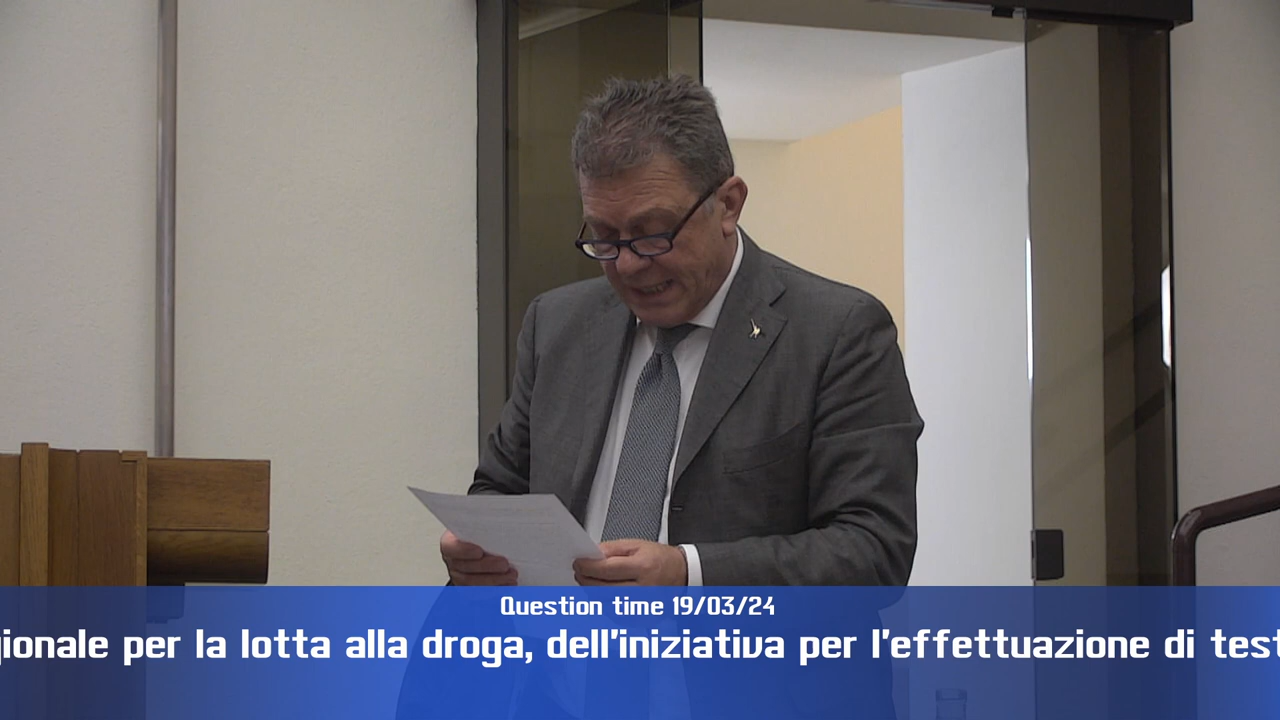 Question time 19/03/24
gionale per la lotta alla droga, dell'iniziativa per l'effettuazione di test